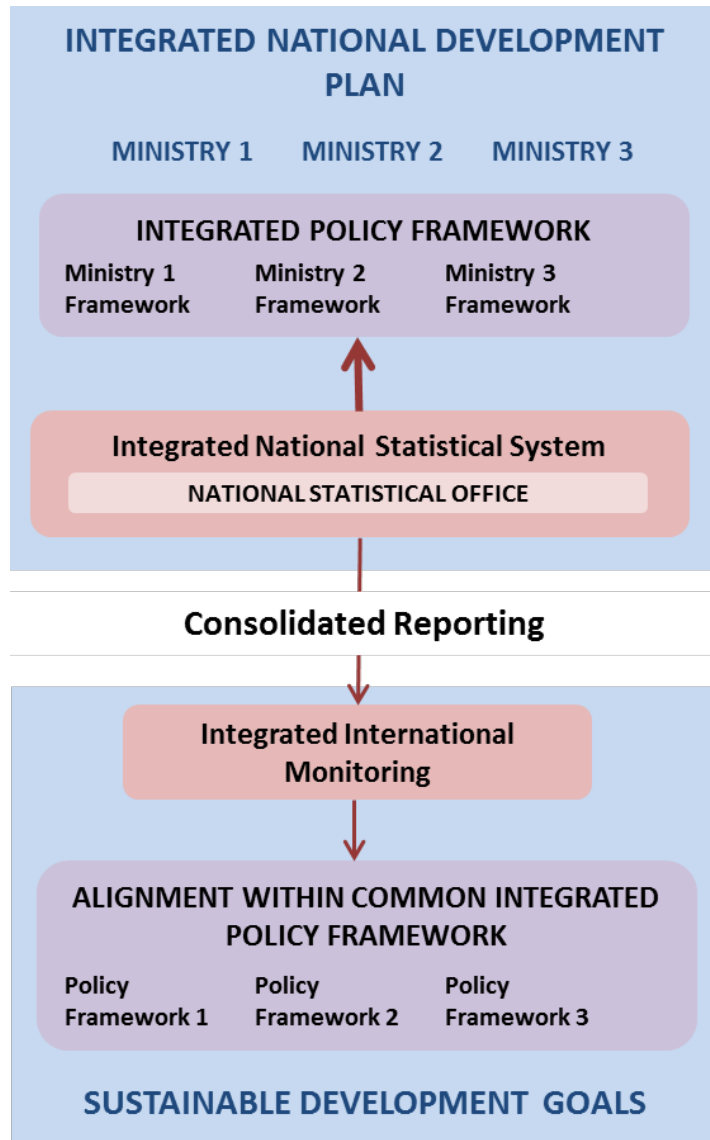 INTEGRATED NATIONAL DEVELOPMENT
PLAN
MINISTRY 1 MINISTRY 2 MINISTRY 3
INTEGRATED POLICY FRAMEWORK
Ministry 1 Ministry 2 Ministry 3
Framework Framework Framework
Integrated National Statistical System
NATIONAL STATISTICAL OFFICE
Consolidated Reporting
Integrated International
Monitoring
ALIGNMENT WITHIN COMMON INTEGRATED
POLICY FRAMEWORK
Policy Policy Policy
Framework 1 Framework 2 Framework 3
SUSTAINABLE DEVELOPMENT GOALS